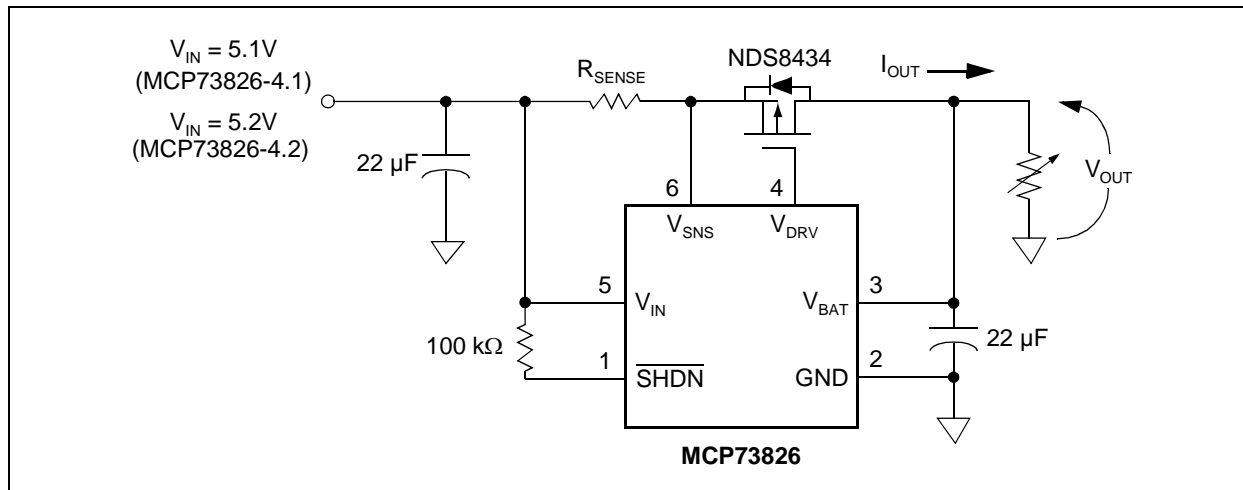 V_IN = 5.1V
(MCP73826-4.1)
V_IN = 5.2V
(MCP73826-4.2)
22 µF
R_SENSE
NDS8434
I_OUT
V_OUT
6
4
V_SNS
V_DRV
5
V_IN
V_BAT
3
100 kΩ
22 µF
1
SHDN
GND
2
MCP73826